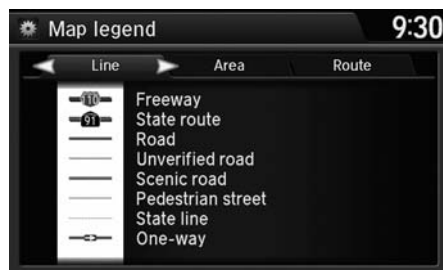 Map legend
9:30
Line
Area
Route
110
Freeway
91
State route
Road
Unverified road
Scenic road
Pedestrian street
State line
One-way